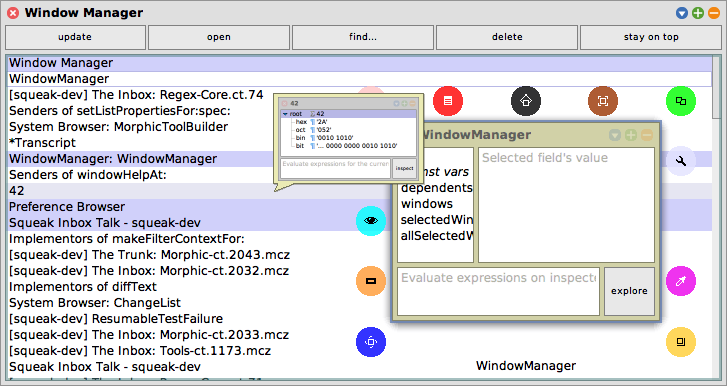 Window Manager
update
open
find...
delete
stay on top
Window Manager
WindowManager
[squeak-dev] The Inbox: Regex-Core.ct.74
Senders of setListPropertiesFor:spec:
System Browser: MorphicToolBuilder
*Transcript
WindowManager: WindowManager
Senders of windowHelpAt:
42
Preference Browser
Squeak Inbox Talk - squeak-dev
Implementors of makeFilterContextFor:
[squeak-dev] The Trunk: Morphic-ct.2043.mcz
[squeak-dev] The Inbox: Morphic-ct.2032.mcz
Implementors of diffText
System Browser: ChangeList
[squeak-dev] ResumableTestFailure
[squeak-dev] The Inbox: Morphic-ct.2033.mcz
[squeak-dev] The Inbox: Tools-ct.1173.mcz
Squeak Inbox Talk - squeak-dev
42
root 42
hex '2A'
oct '052'
bin '0010 1010'
bit '... 0000 0000 0010 1010'
Evaluate expressions for the curren
inspect
WindowManager
inst vars
dependents
windows
selectedWin
allSelectedW
Selected field's value
Evaluate expressions on inspecte
explore
WindowManager